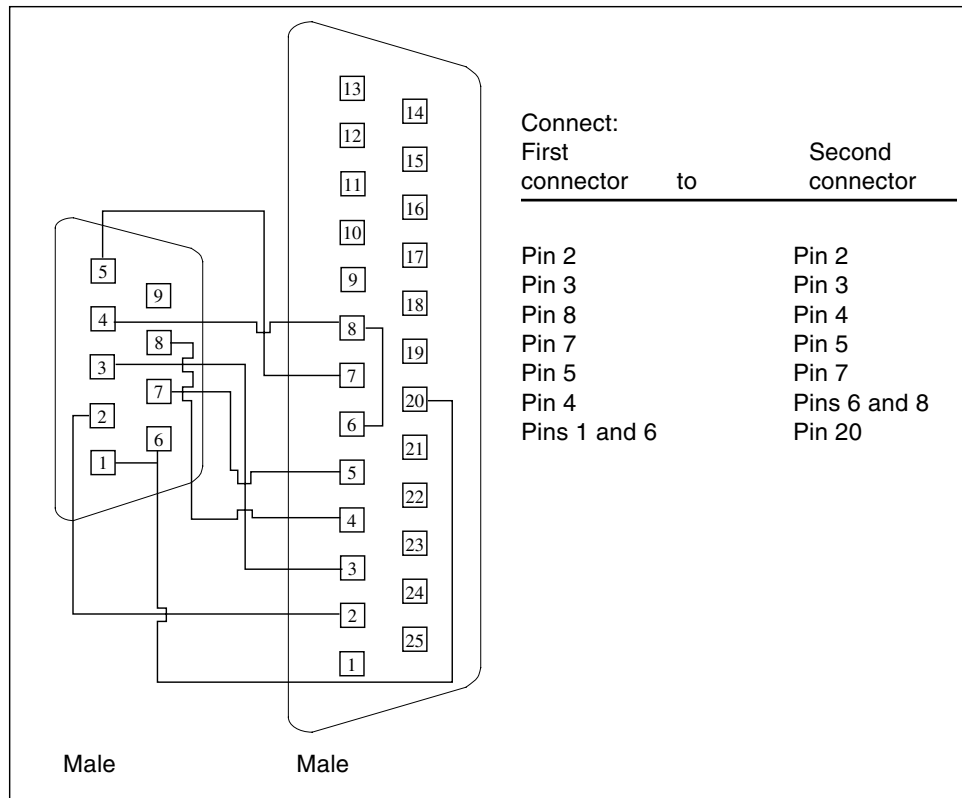 13
14
12
15
11
16
10
17
5
9
9
18
4
8
8
19
3
7
7
20
2
6
6
21
1
5
22
4
23
3
24
2
25
1
Male
Male
Connect:
First Second
connector to connector
Pin 2 Pin 2
Pin 3 Pin 3
Pin 8 Pin 4
Pin 7 Pin 5
Pin 5 Pin 7
Pin 4 Pins 6 and 8
Pins 1 and 6 Pin 20